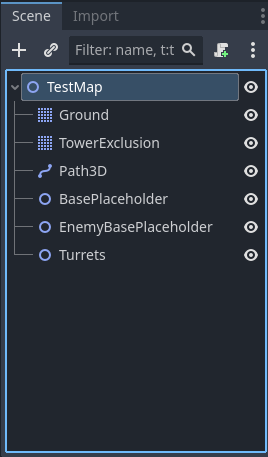 Scene Import
Filter: name, t:t
TestMap
Ground
TowerExclusion
Path3D
BasePlaceholder
EnemyBasePlaceholder
Turrets